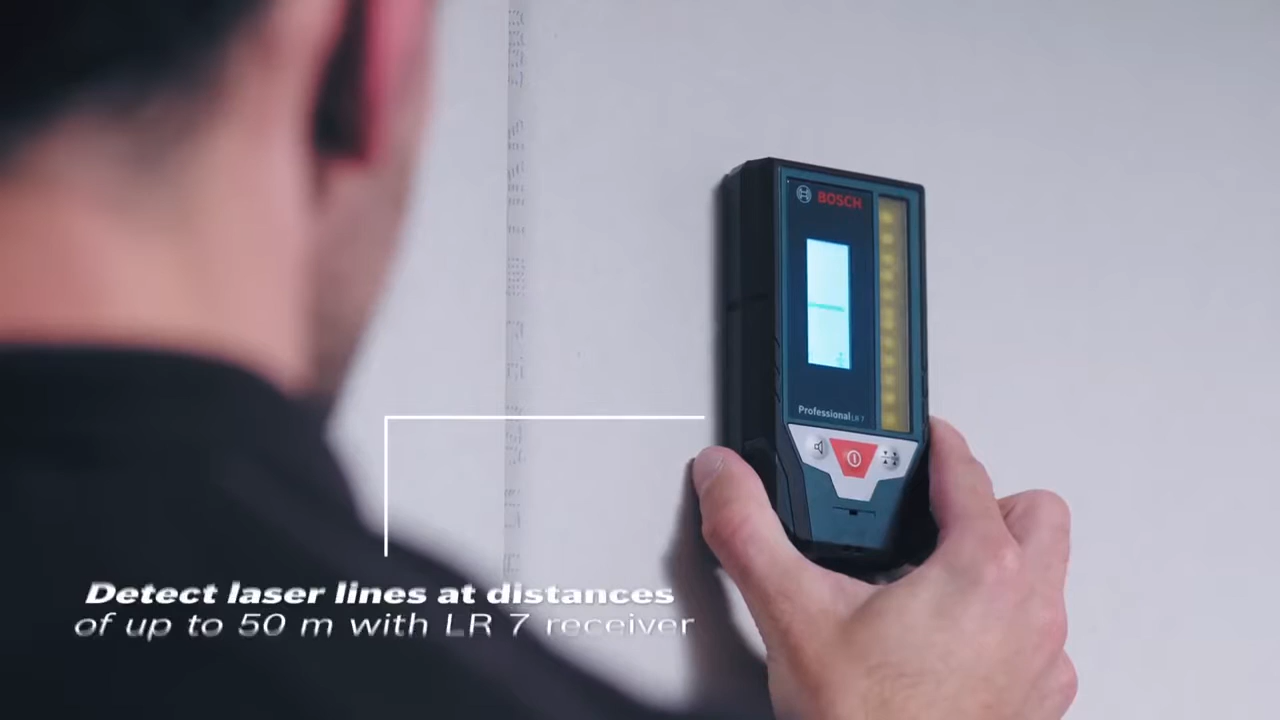 BOSCH
Professional LR 7
Detect laser lines at distances
of up to 50 m with LR 7 receiver